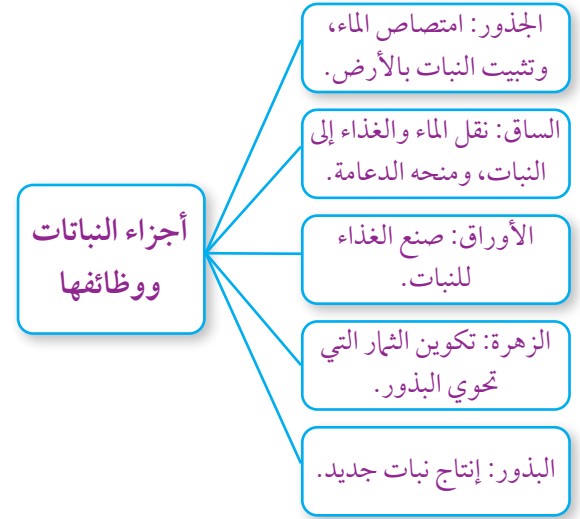 أجزاء النباتات
ووظائفها
الجذور: امتصاص الماء،
وتثبيت النبات بالأرض.
الساق: نقل الماء والغذاء إلى
النبات، ومنحه الدعامة.
الأوراق: صنع الغذاء
للنبات.
الزهرة: تكوين الثمار التي
تحوي البذور.
البذور: إنتاج نبات جديد.